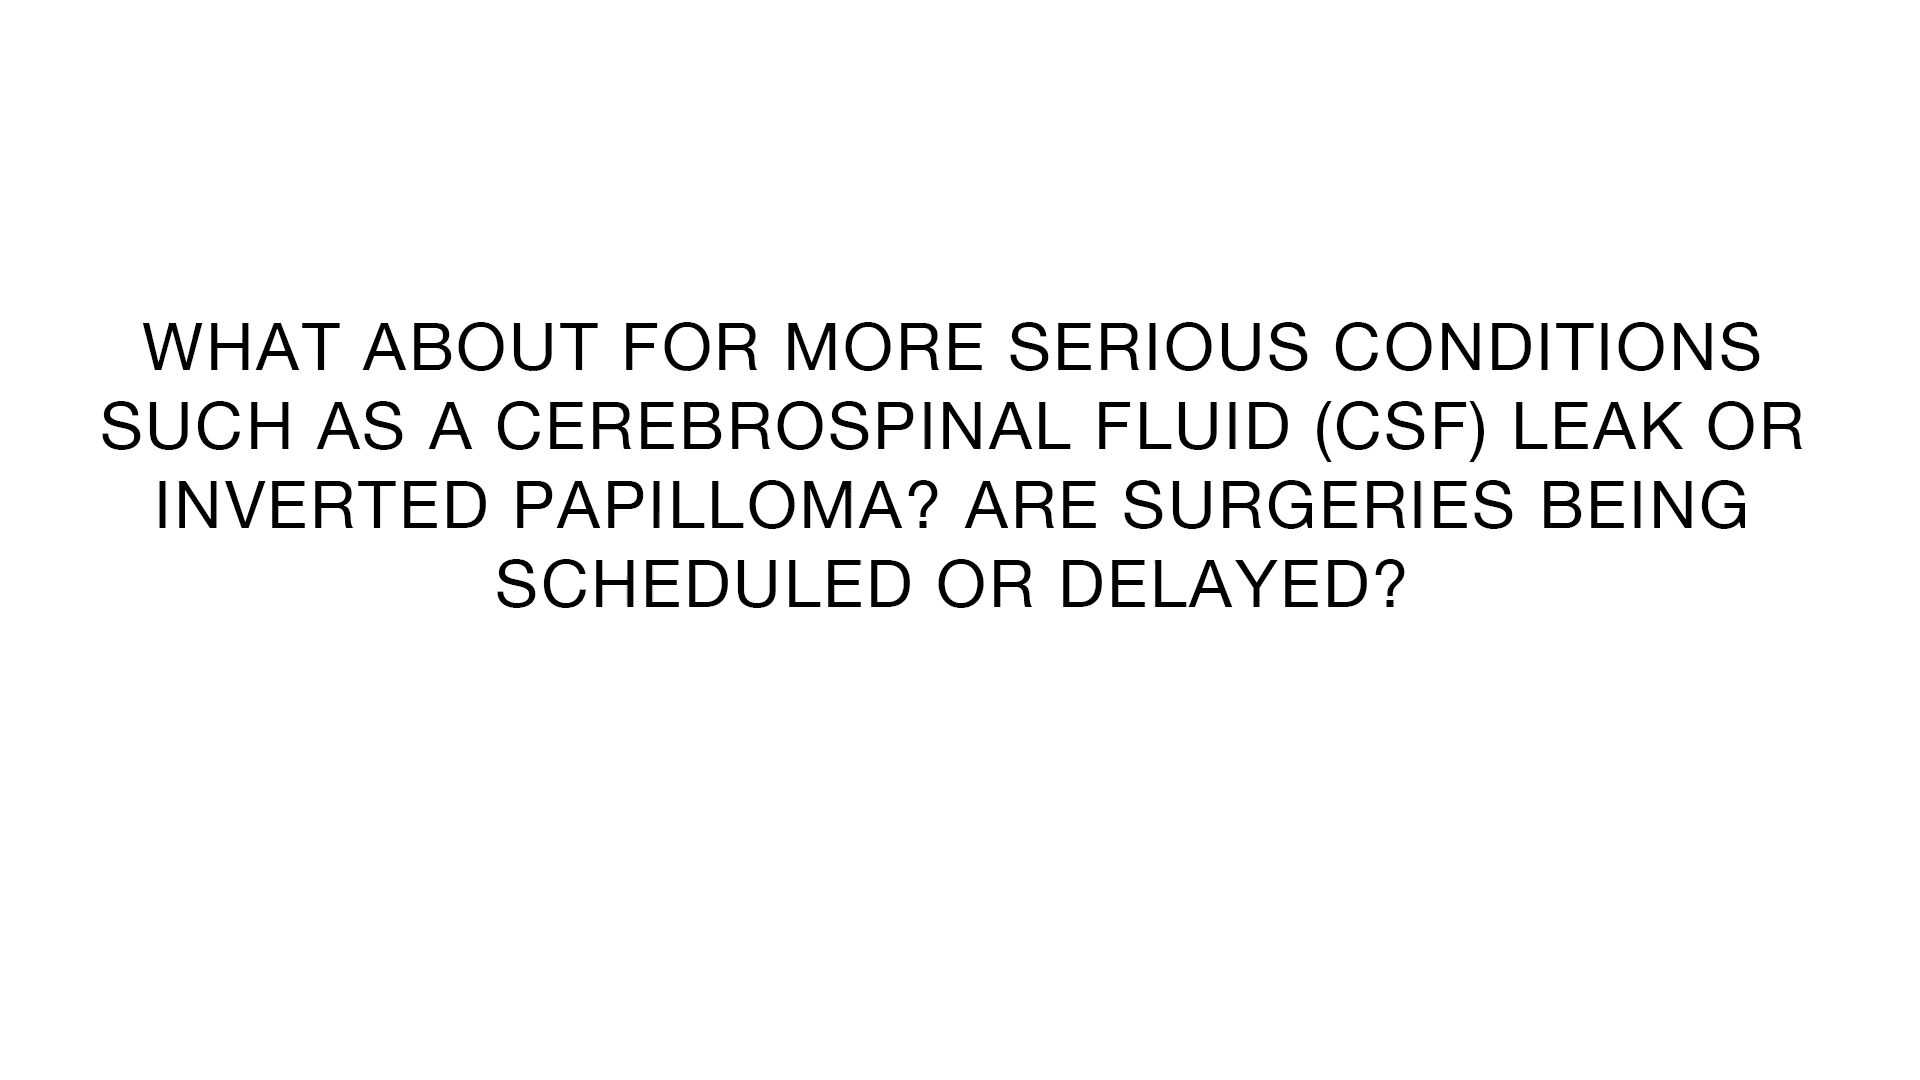 WHAT ABOUT FOR MORE SERIOUS CONDITIONS
SUCH AS A CEREBROSPINAL FLUID (CSF) LEAK OR
INVERTED PAPILLOMA? ARE SURGERIES BEING
SCHEDULED OR DELAYED?